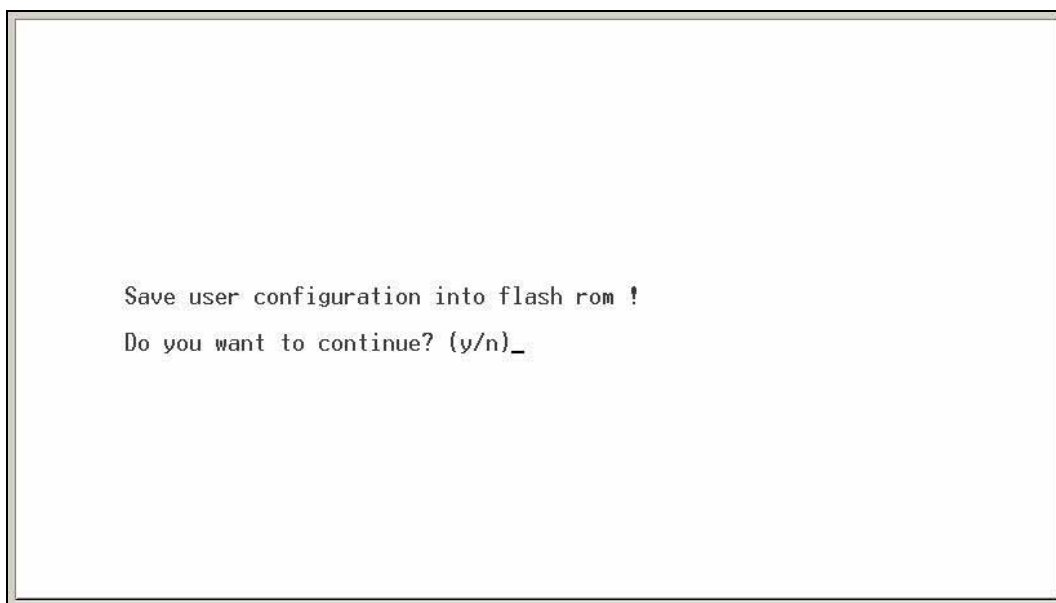 Save user configuration into flash rom !
Do you want to continue? (y/n)_